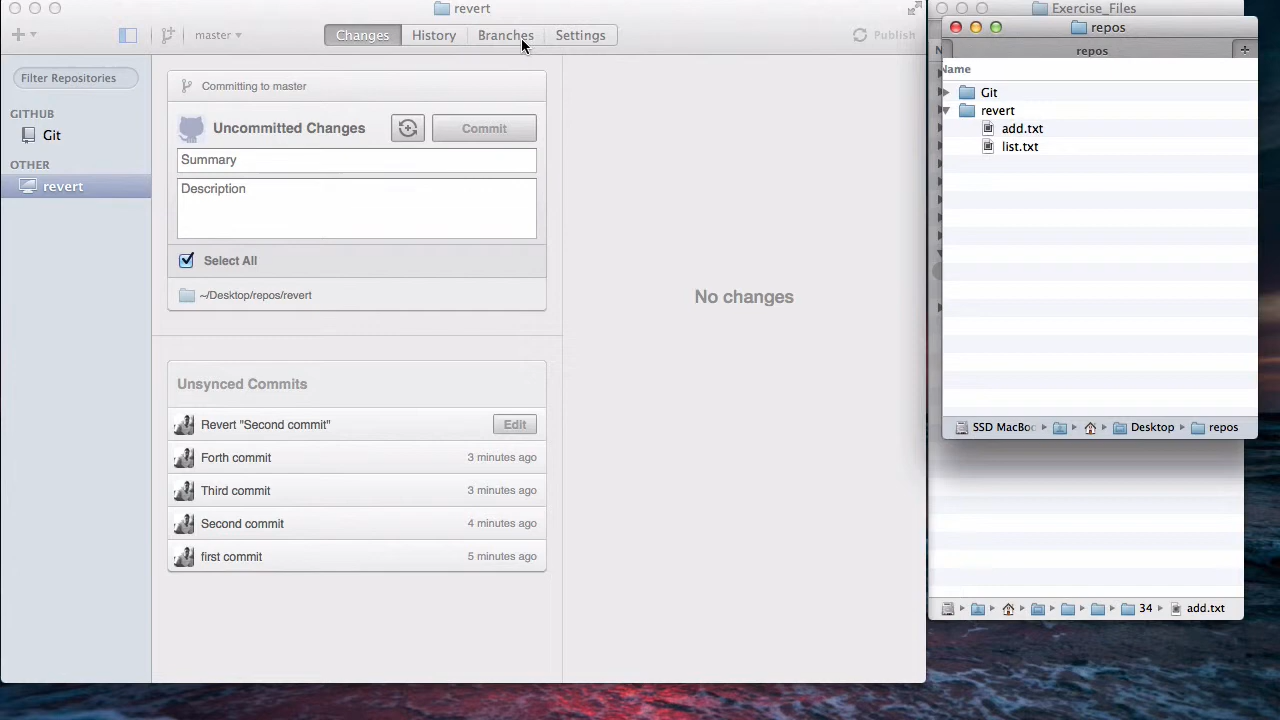 revert
master
Changes
History
Branches
Settings
Publish
Filter Repositories
GITHUB
Git
OTHER
revert
Committing to master
Uncommitted Changes
Commit
Summary
Description
Select All
~/Desktop/repos/revert
No changes
Unsynced Commits
Revert "Second commit"
Edit
Forth commit
3 minutes ago
Third commit
3 minutes ago
Second commit
4 minutes ago
first commit
5 minutes ago
Exercise_Files
repos
repos
Name
Git
revert
add.txt
list.txt
SSD MacBo
Desktop
repos
34
add.txt